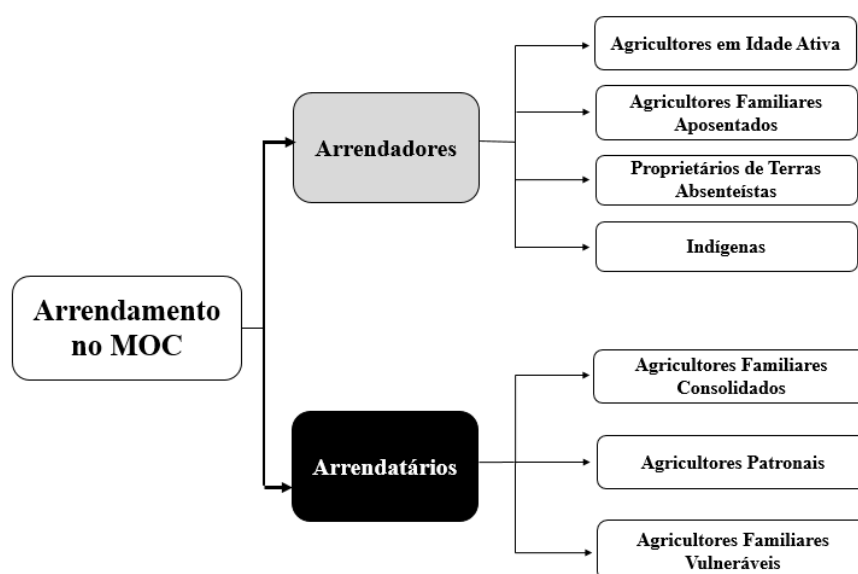 Arrendamento
no MOC
Arrendadores
Agricultores em Idade Ativa
Agricultores Familiares
Aposentados
Proprietários de Terras
Absenteístas
Indígenas
Arrendatários
Agricultores Familiares
Consolidados
Agricultores Patronais
Agricultores Familiares
Vulneráveis